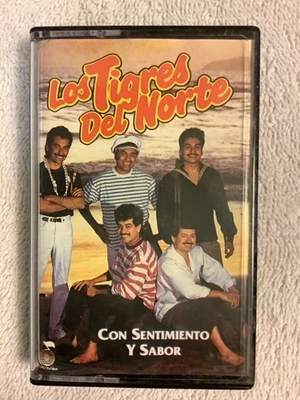 Los Tigres
Del Norte
CON SENTIMIENTO
Y SABOR